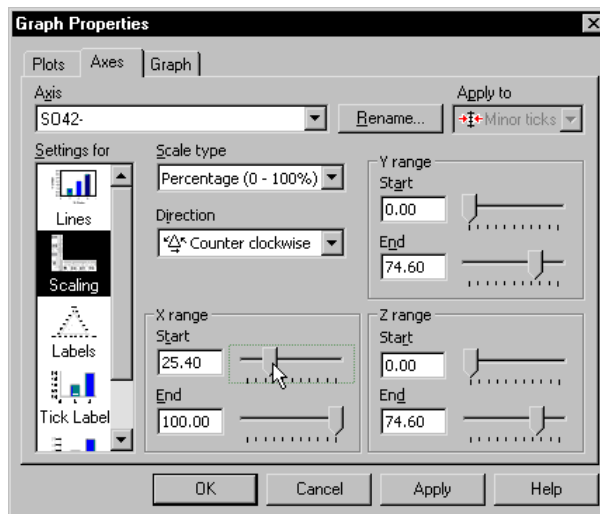 Graph Properties
Plots Axes Graph
Axis
SO42-
Rename...
Apply to
Minor ticks
Settings for
Lines
Scaling
Labels
Tick Label
Scale type
Percentage (0 - 100%)
Direction
Counter clockwise
Y range
Start
0.00
End
74.60
X range
Start
25.40
End
100.00
Z range
Start
0.00
End
74.60
OK Cancel Apply Help